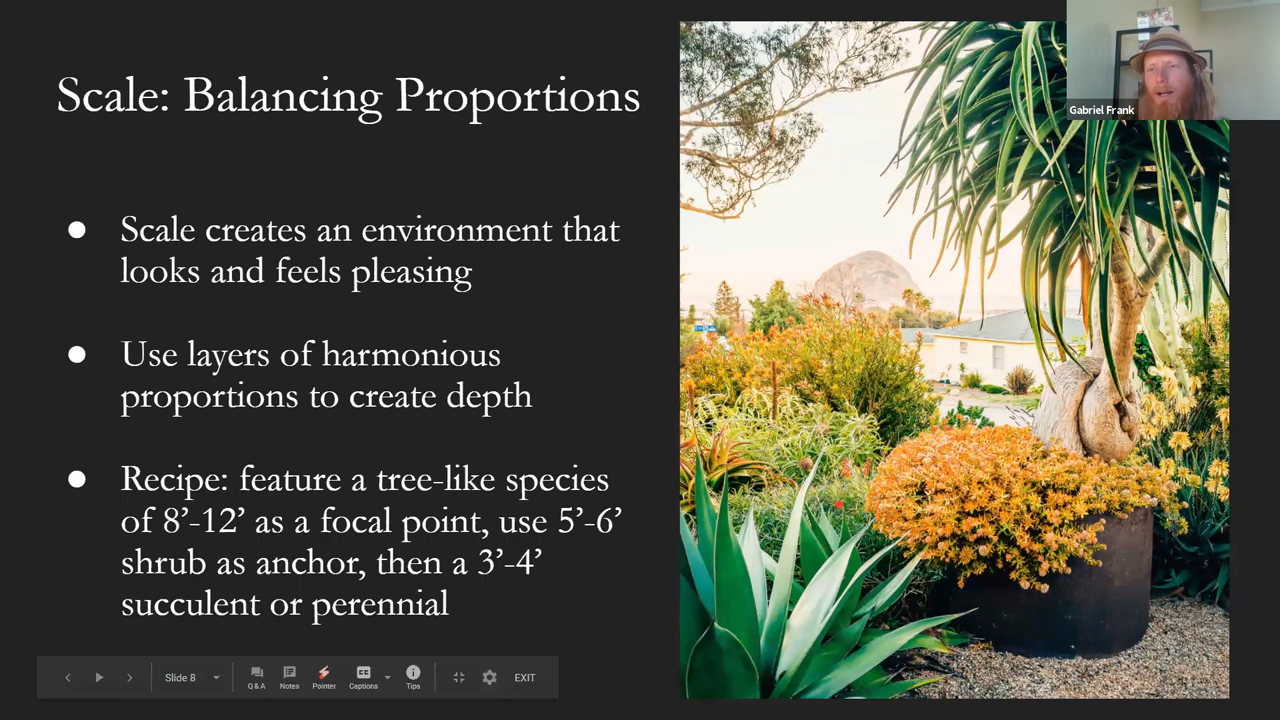 Scale: Balancing Proportions
Gabriel Frank
● Scale creates an environment that
looks and feels pleasing
● Use layers of harmonious
proportions to create depth
● Recipe: feature a tree-like species
of 8’-12’ as a focal point, use 5’-6’
shrub as anchor, then a 3’-4’
succulent or perennial
Slide 8
Q & A
Notes
Pointer
CC
Captions
Tips
EXIT